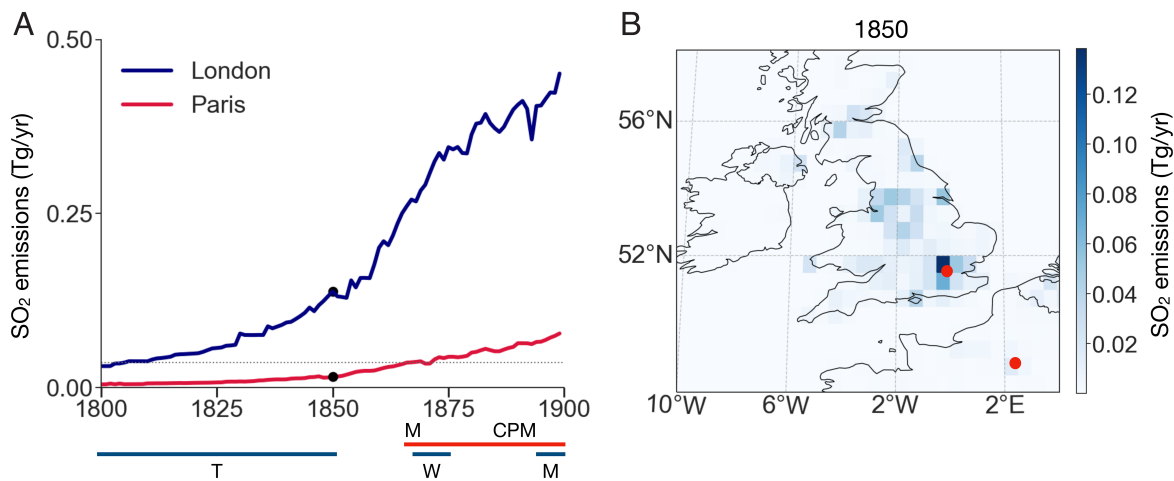 A
SO₂ emissions (Tg/yr)
0.50
0.25
0.00
London
Paris
1800 1825 1850 1875 1900
M CPM
T W M
B
1850
56°N
52°N
10°W 6°W 2°W 2°E
0.12
0.10
0.08
0.06
0.04
0.02
SO₂ emissions (Tg/yr)